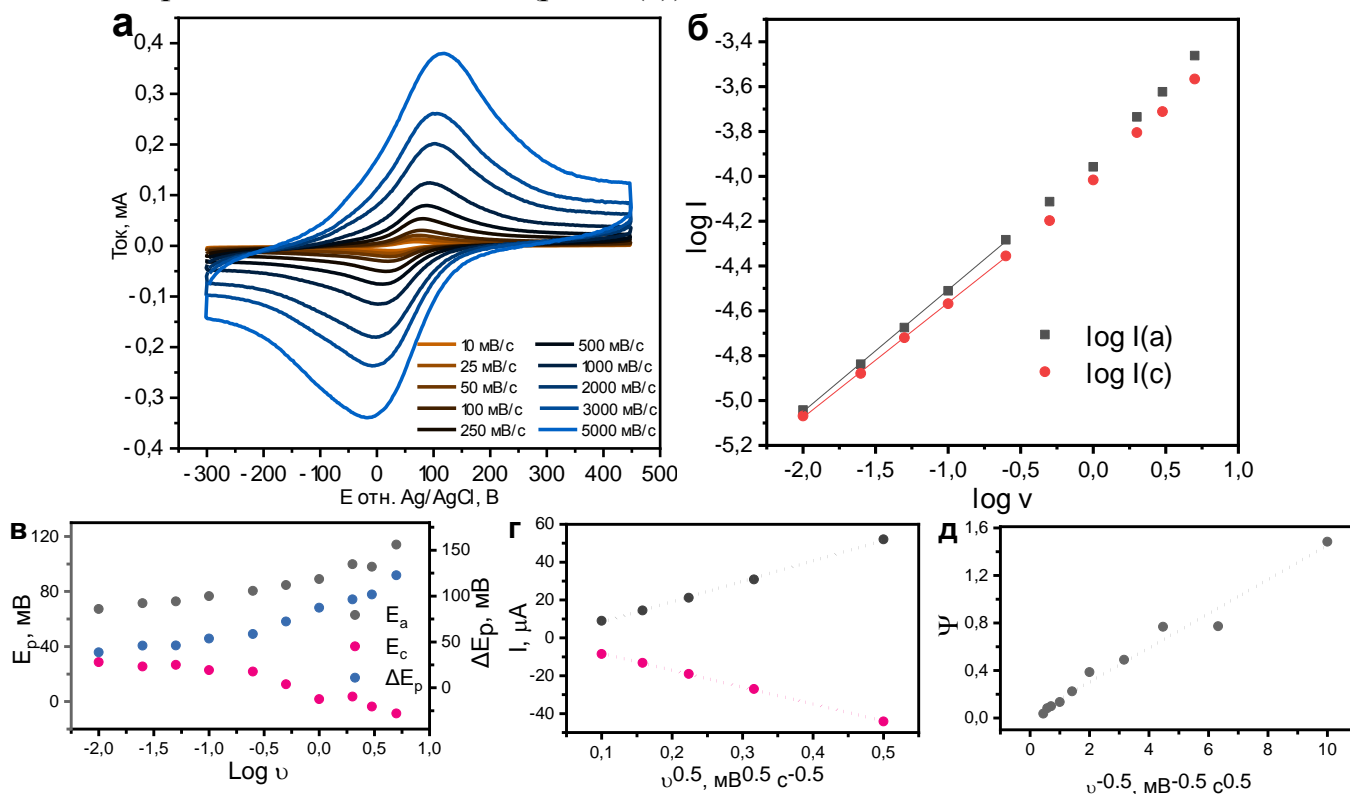 а
0,4
0,3
0,2
0,1
0,0
-0,1
-0,2
-0,3
-0,4
Ток, мА
10 мВ/с
25 мВ/с
50 мВ/с
100 мВ/с
250 мВ/с
500 мВ/с
1000 мВ/с
2000 мВ/с
3000 мВ/с
5000 мВ/с
-300 -200 -100 0 100 200 300 400 500
E отн. Ag/AgCl, В
б
-3,4
-3,6
-3,8
-4,0
-4,2
-4,4
-4,6
-4,8
-5,0
-5,2
log I
log I(a)
log I(c)
-2,0 -1,5 -1,0 -0,5 0,0 0,5 1,0
log v
в
120
80
40
0
Ep, мВ
150
100
50
0
ΔEp, мВ
Ea
Ec
ΔEp
-2,0 -1,5 -1,0 -0,5 0,0 0,5 1,0
Log υ
г
60
40
20
0
-20
-40
I, µA
0,1 0,2 0,3 0,4 0,5
υ^0.5, мВ^0.5 с^-0.5
д
1,6
1,2
0,8
0,4
0,0
Ψ
0 2 4 6 8 10
υ^-0.5, мВ^-0.5 с^0.5